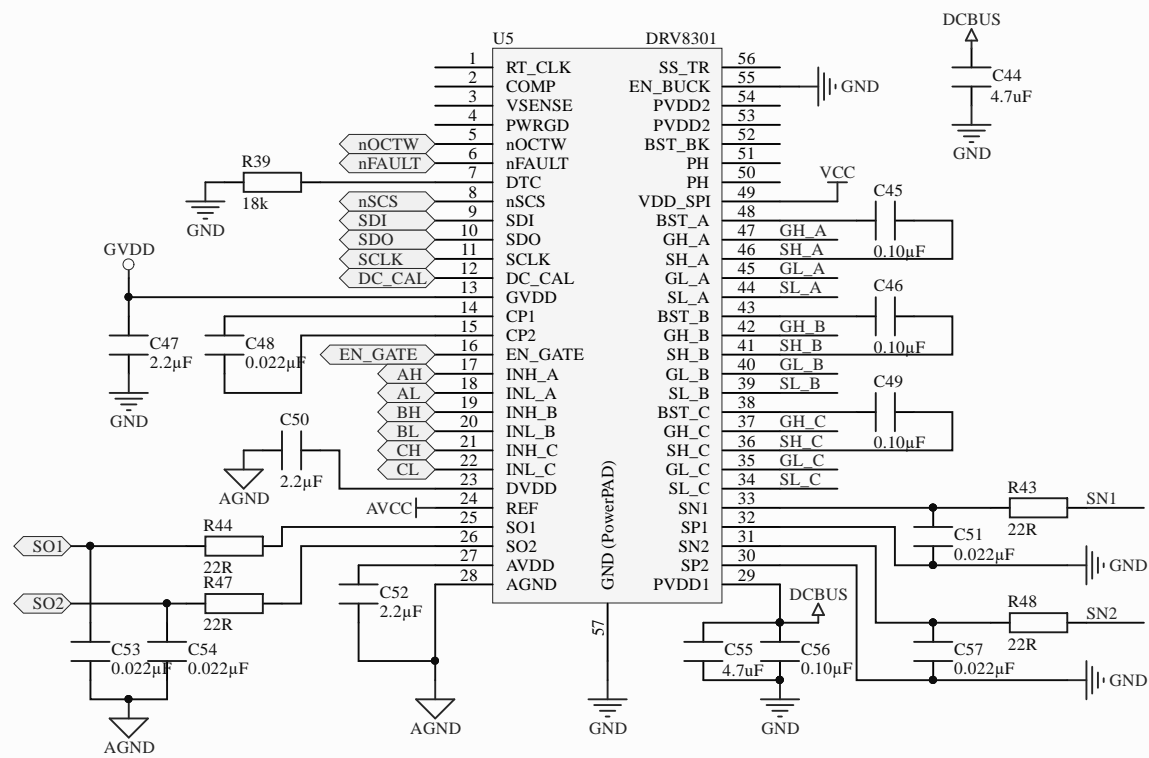 U5 DRV8301
DCBUS
C44
4.7uF
GND
1 RT_CLK SS_TR 56
2 COMP EN_BUCK 55 GND
3 VSENSE PVDD2 54
4 PWRGD PVDD2 53
nOCTW 5 nOCTW BST_BK 52
nFAULT 6 nFAULT PH 51
R39 7 DTC PH 50
18k
GND
VCC
nSCS 8 nSCS VDD_SPI 49
SDI 9 SDI BST_A 48 C45
SDO 10 SDO GH_A 47 GH_A
SCLK 11 SCLK SH_A 46 SH_A 0.10µF
DC_CAL 12 DC_CAL GL_A 45 GL_A
GVDD 13 GVDD SL_A 44 SL_A
14 CP1 BST_B 43 C46
15 CP2 GH_B 42 GH_B
C47
2.2µF
GND
C48
0.022µF
EN_GATE 16 EN_GATE SH_B 41 SH_B 0.10µF
AH 17 INH_A GL_B 40 GL_B
AL 18 INL_A SL_B 39 SL_B
BH 19 INH_B BST_C 38 C49
BL 20 INL_B GH_C 37 GH_C
CH 21 INH_C SH_C 36 SH_C 0.10µF
CL 22 INL_C GL_C 35 GL_C
C50
2.2µF
AGND
23 DVDD SL_C 34 SL_C
AVCC 24 REF SN1 33 R43 SN1
22R
25 SO1 SP1 32 C51
0.022µF
GND
SO1 R44
22R
26 SO2 SN2 31
27 AVDD SP2 30
28 AGND PVDD1 29
GND (PowerPAD)
57
SO2 R47
22R
C52
2.2µF
DCBUS
R48 SN2
22R
C53
0.022µF
C54
0.022µF
C55
4.7uF
C56
0.10µF
C57
0.022µF
GND
AGND
AGND
GND
GND